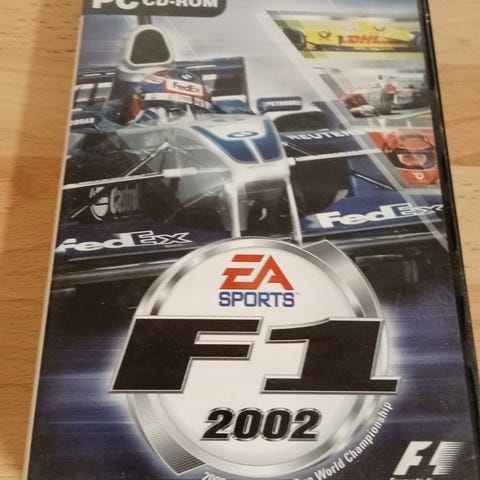 PC CD-ROM
DHL
FedEx
PETROBRAS
REUTERS
Castrol
FedEx
FedEx
EA
SPORTS
F1
2002
World Championship
F1